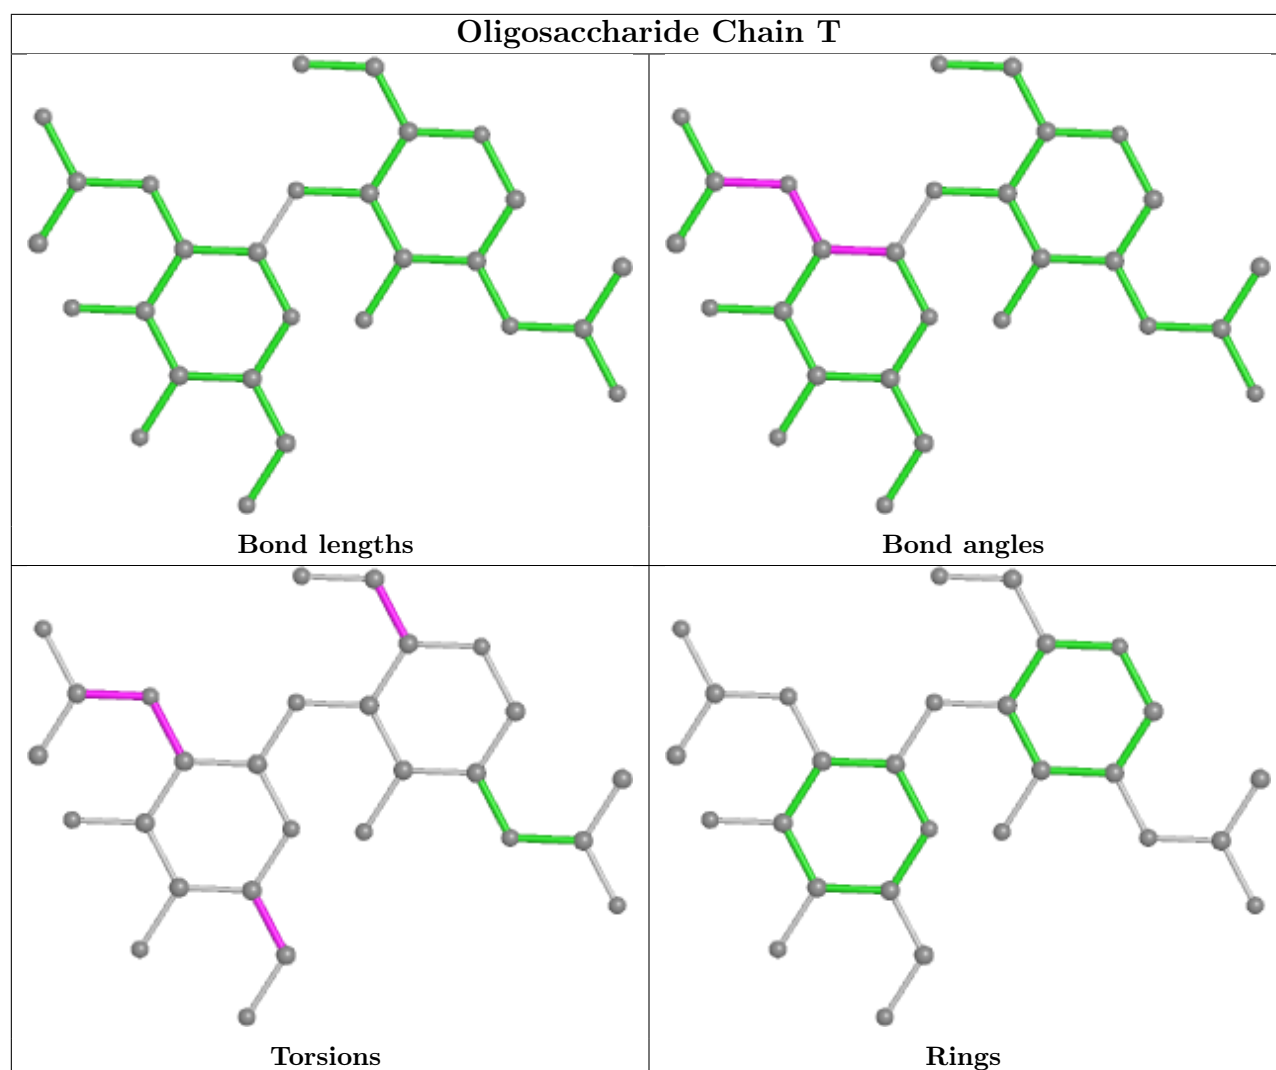 Oligosaccharide Chain T
Bond lengths
Bond angles
Torsions
Rings